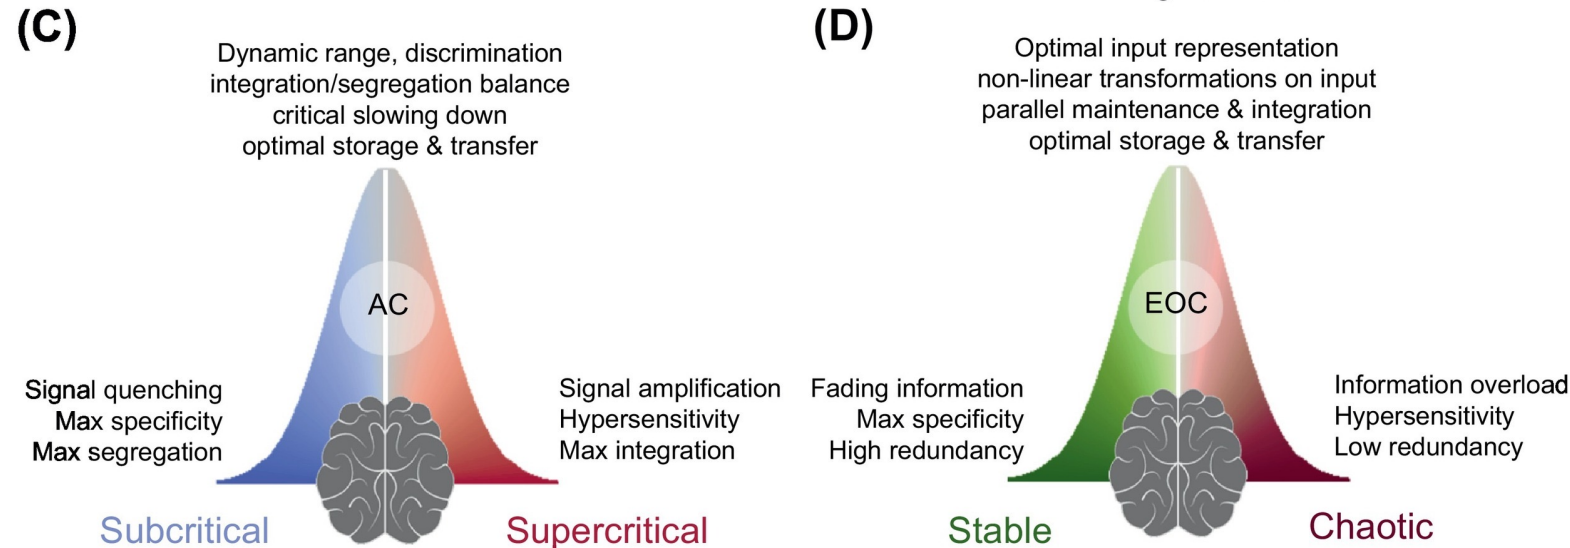 (C)
Dynamic range, discrimination
integration/segregation balance
critical slowing down
optimal storage & transfer
AC
Signal quenching
Max specificity
Max segregation
Signal amplification
Hypersensitivity
Max integration
Subcritical
Supercritical
(D)
Optimal input representation
non-linear transformations on input
parallel maintenance & integration
optimal storage & transfer
EOC
Fading information
Max specificity
High redundancy
Information overload
Hypersensitivity
Low redundancy
Stable
Chaotic